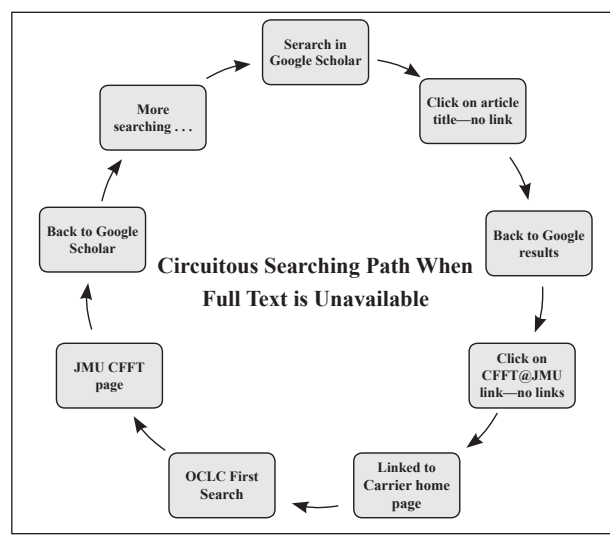 Serarch in
Google Scholar
Click on article
title—no link
Back to Google
results
Click on
CFFT@JMU
link—no links
Linked to
Carrier home
page
OCLC First
Search
JMU CFFT
page
Back to Google
Scholar
More
searching . . .
Circuitous Searching Path When
Full Text is Unavailable